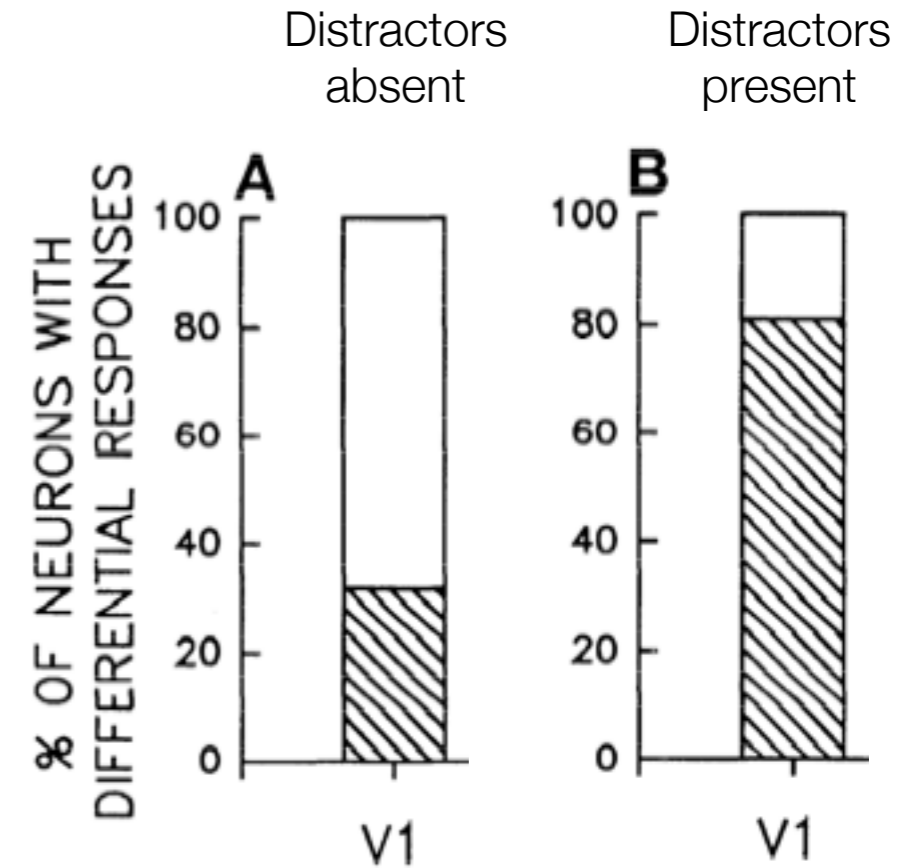 Distractors
absent
Distractors
present
% OF NEURONS WITH
DIFFERENTIAL RESPONSES
A
100
80
60
40
20
0
V1
B
100
80
60
40
20
0
V1